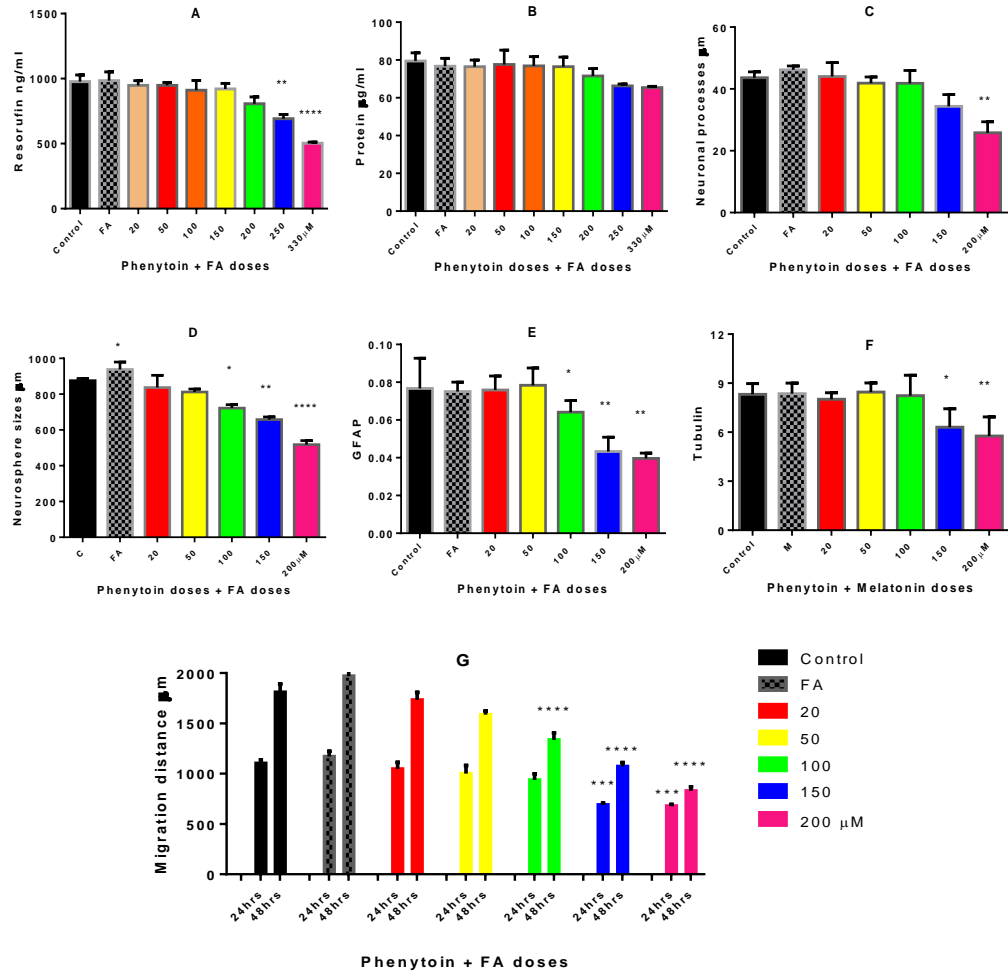 A
Resorufin ng/ml
1500
1000
500
0
**
****
Control
FA
20
50
100
150
200
250
330µM
Phenytoin + FA doses
B
Protein µg/ml
100
80
60
40
20
0
Control
FA
20
50
100
150
200
250
330µM
Phenytoin doses + FA doses
C
Neuronal processes µm
60
40
20
0
**
Control
FA
20
50
100
150
200µM
Phenytoin doses + FA doses
D
Neurosphere sizes µm
1000
800
600
400
200
0
*
*
**
****
C
FA
20
50
100
150
200µM
Phenytoin doses + FA doses
E
GFAP
0.10
0.08
0.06
0.04
0.02
0.00
*
**
**
Control
FA
20
50
100
150
200µM
Phenytoin + FA doses
F
Tubulin
12
9
6
3
0
*
**
Control
M
20
50
100
150
200µM
Phenytoin + Melatonin doses
G
Migration distance µm
2000
1500
1000
500
0
****
***
****
***
****
24hrs
48hrs
24hrs
48hrs
24hrs
48hrs
24hrs
48hrs
24hrs
48hrs
24hrs
48hrs
24hrs
48hrs
Phenytoin + FA doses
Control
FA
20
50
100
150
200 µM